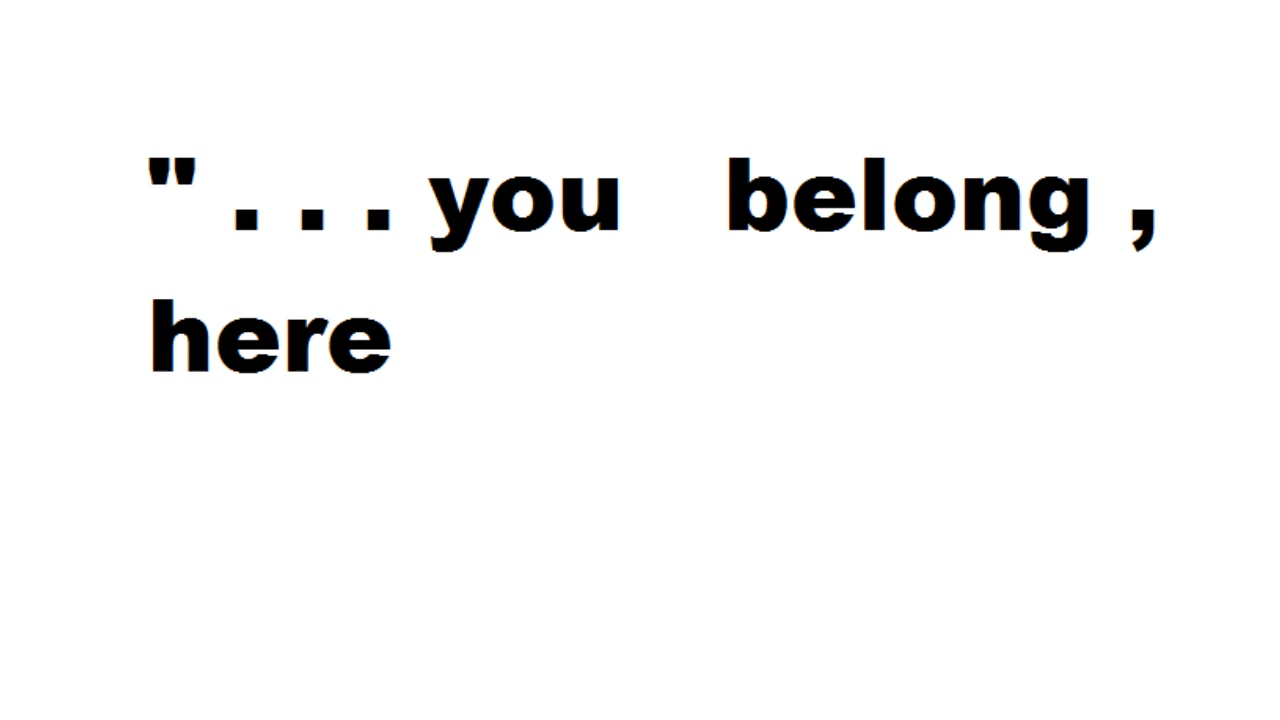 " . . . you   belong ,
here